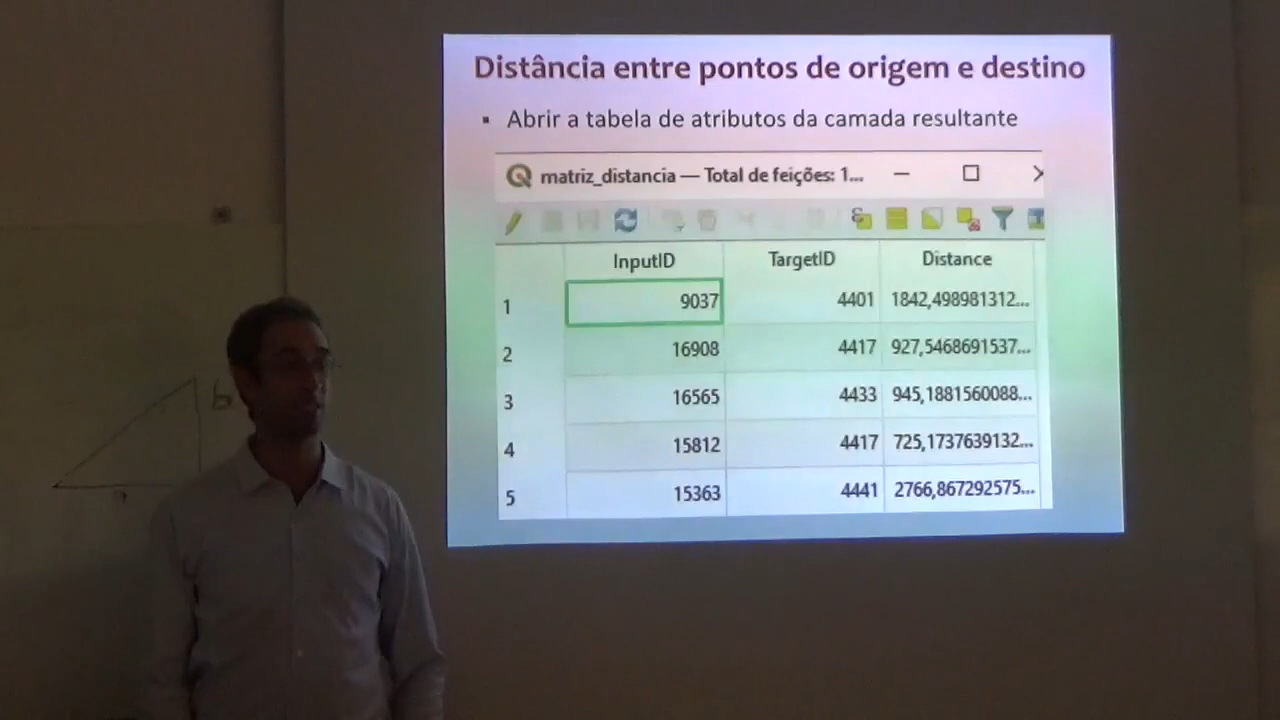 Distância entre pontos de origem e destino
▪ Abrir a tabela de atributos da camada resultante
matriz_distancia — Total de feições: 1...
InputID TargetID Distance
1 9037 4401 1842,498981312...
2 16908 4417 927,5468691537...
3 16565 4433 945,1881560088...
4 15812 4417 725,1737639132...
5 15363 4441 2766,867292575...
b